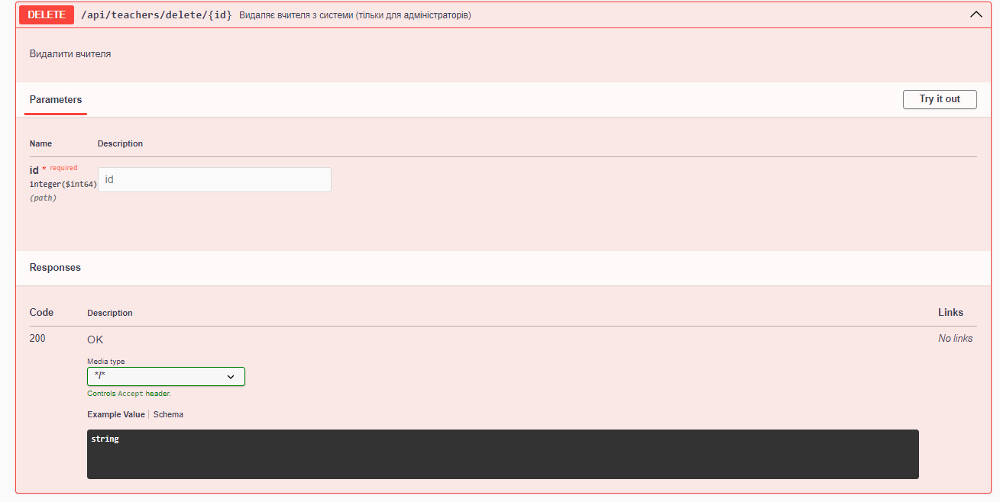 DELETE /api/teachers/delete/{id} Видаляє вчителя з системи (тільки для адміністраторів)
Видалити вчителя
Parameters
Try it out
Name Description
id * required
integer($int64)
(path)
id
Responses
Code Description Links
200 OK No links
Media type
*/*
Controls Accept header.
Example Value Schema
string